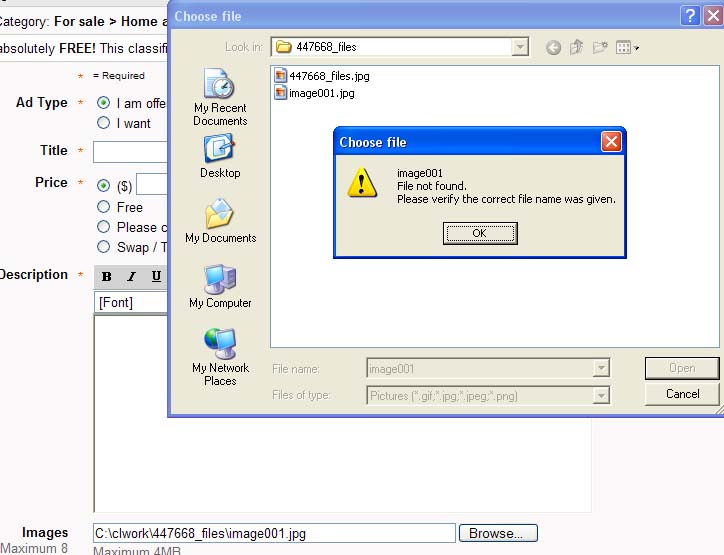 Category: For sale > Home a
absolutely FREE! This classifi
* = Required
Ad Type * I am offe
I want
Title *
Price * ($)
Free
Please c
Swap / T
Description * B I U
[Font]
Images C:\clwork\447668_files\image001.jpg Browse...
Maximum 8 Maximum 4MB
Choose file
Look in: 447668_files
447668_files.jpg
image001.jpg
My Recent
Documents
Desktop
My Documents
My Computer
My Network
Places
File name: image001 Open
Files of type: Pictures (*.gif;*.jpg;*.jpeg;*.png) Cancel
Choose file
image001
File not found.
Please verify the correct file name was given.
OK